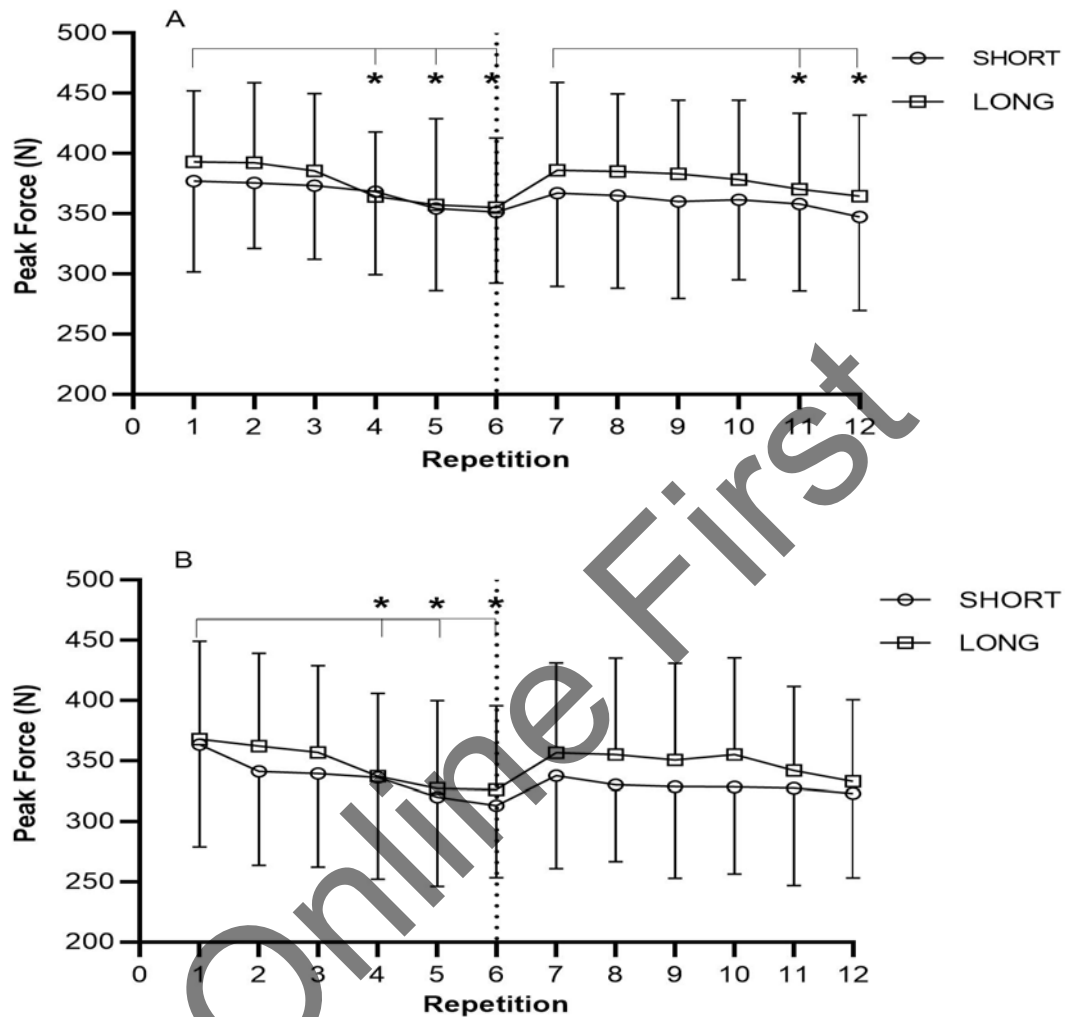 A
500
450
400
350
300
250
200
Peak Force (N)
* * * * *
SHORT
LONG
0 1 2 3 4 5 6 7 8 9 10 11 12
Repetition
B
500
450
400
350
300
250
200
Peak Force (N)
* * *
SHORT
LONG
0 1 2 3 4 5 6 7 8 9 10 11 12
Repetition
Online First